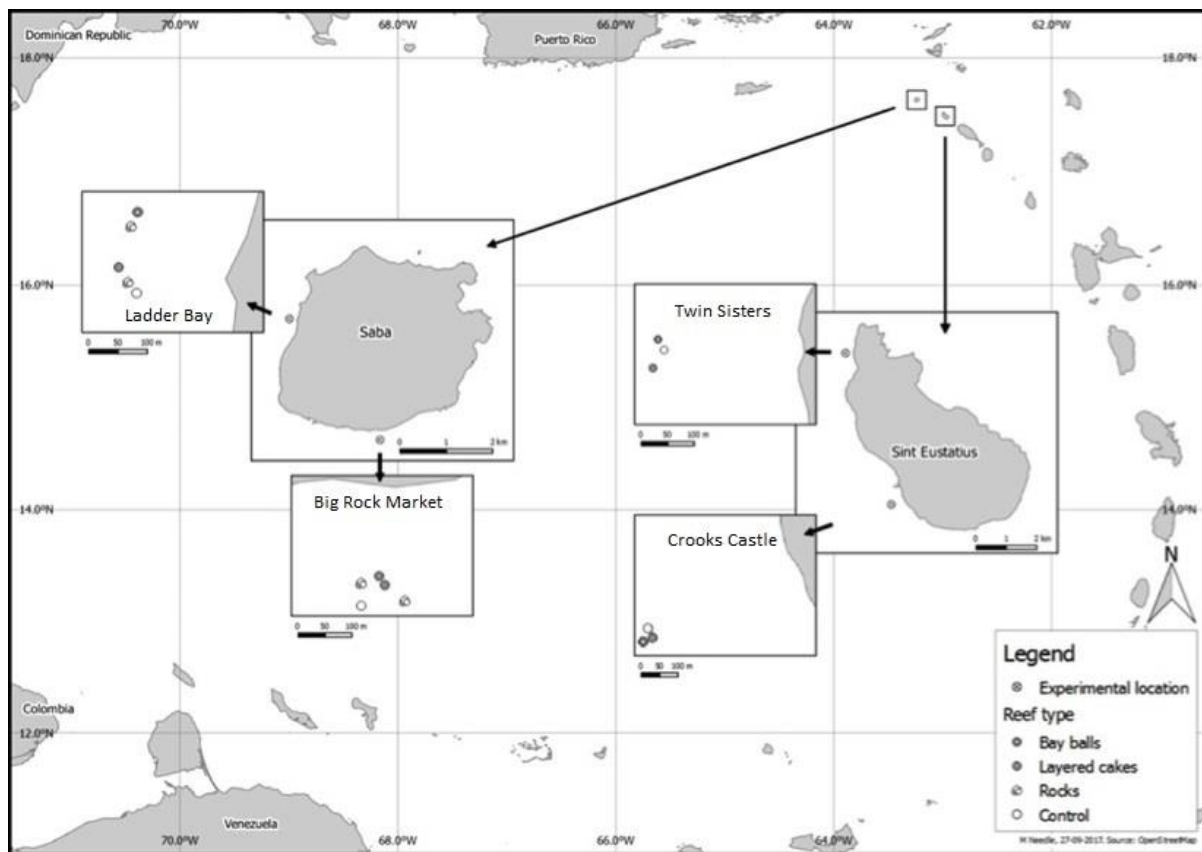 70.0°W 68.0°W 66.0°W 64.0°W 62.0°W
Dominican Republic
Puerto Rico
18.0°N 18.0°N
16.0°N 16.0°N
Ladder Bay
0 50 100 m
Saba
0 1 2 km
Twin Sisters
0 50 100 m
Sint Eustatius
0 1 2 km
14.0°N 14.0°N
Big Rock Market
0 50 100 m
Crooks Castle
0 50 100 m
N
Legend
Experimental location
Reef type
Bay balls
Layered cakes
Rocks
Control
Colombia
12.0°N
Venezuela
70.0°W 68.0°W 66.0°W 64.0°W
M Needle, 27-09-2017. Source: OpenStreetMap